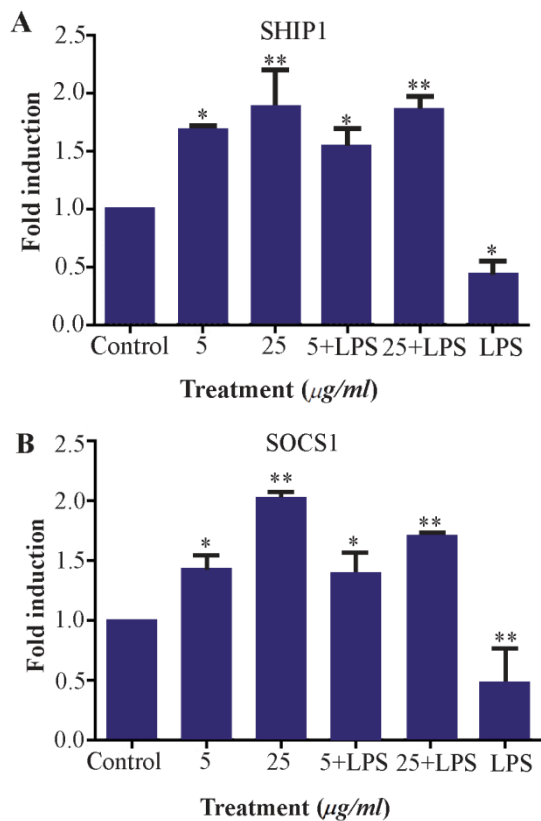 A
SHIP1
Fold induction
2.5
2.0
1.5
1.0
0.5
0.0
*
**
*
**
*
Control 5 25 5+LPS 25+LPS LPS
Treatment (μg/ml)
B
SOCS1
Fold induction
2.5
2.0
1.5
1.0
0.5
0.0
*
**
*
**
**
Control 5 25 5+LPS 25+LPS LPS
Treatment (μg/ml)